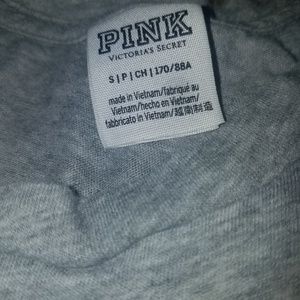 PINK
VICTORIA'S SECRET
S|P|CH|170/88A
made in Vietnam/fabriqué au
Vietnam/hecho en Vietnam/
fabbricato in Vietnam/越南制造